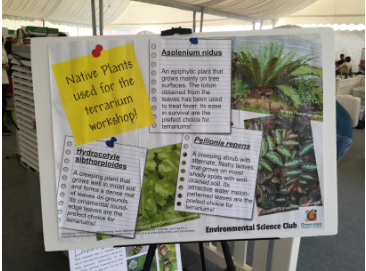 Native Plants
used for the
terrarium
workshop!
Asplenium nidus
An epiphytic plant that
grows mainly on tree
surfaces. The lotion
obtained from the
leaves has been used
to treat fever. Its ease
in survival are the
prefect choice for
terrariums!
Hydrocotyle
sibthorpioides
A creeping plant that
grows well in moist soil
and forms a dense mat
of leaves on grounds.
Its ornamental round-
edge leaves are the
prefect choice for
terrariums!
Pellionia repens
A creeping shrub with
alternate, fleshy leaves
that grows on moist
shady areas with well-
drained soil. Its
attractive water melon-
patterned leaves are the
prefect choice for
terrariums!
Environmental Science Club